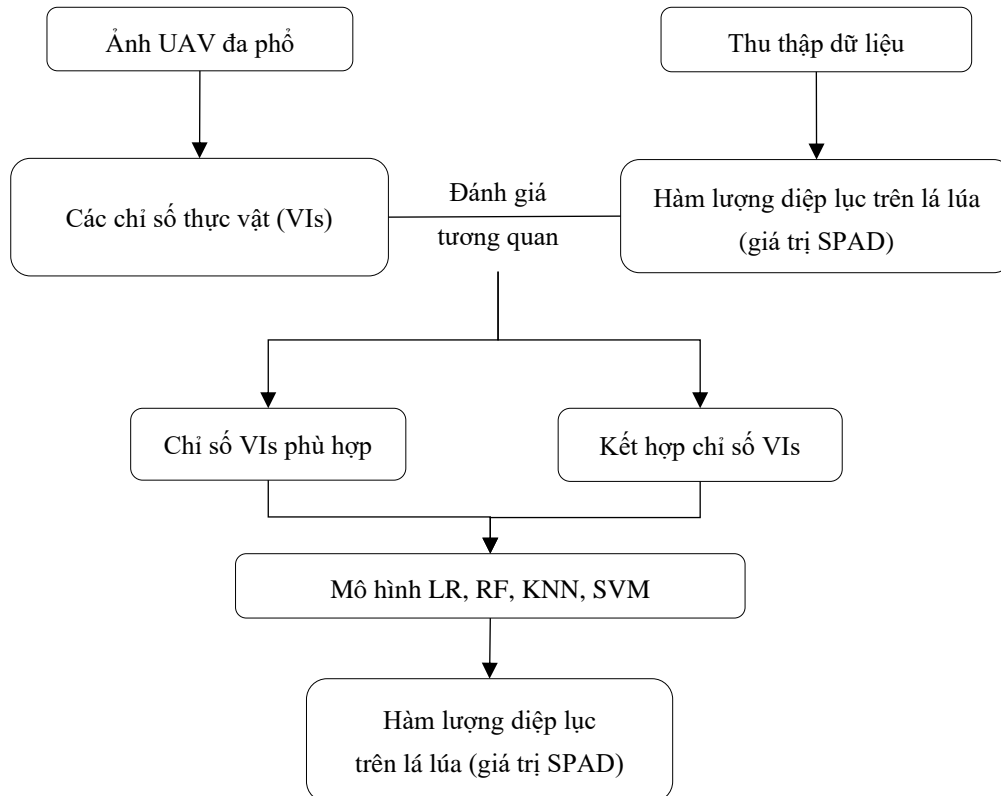 Ảnh UAV đa phổ
Thu thập dữ liệu
Các chỉ số thực vật (VIs)
Đánh giá
tương quan
Hàm lượng diệp lục trên lá lúa
(giá trị SPAD)
Chỉ số VIs phù hợp
Kết hợp chỉ số VIs
Mô hình LR, RF, KNN, SVM
Hàm lượng diệp lục
trên lá lúa (giá trị SPAD)